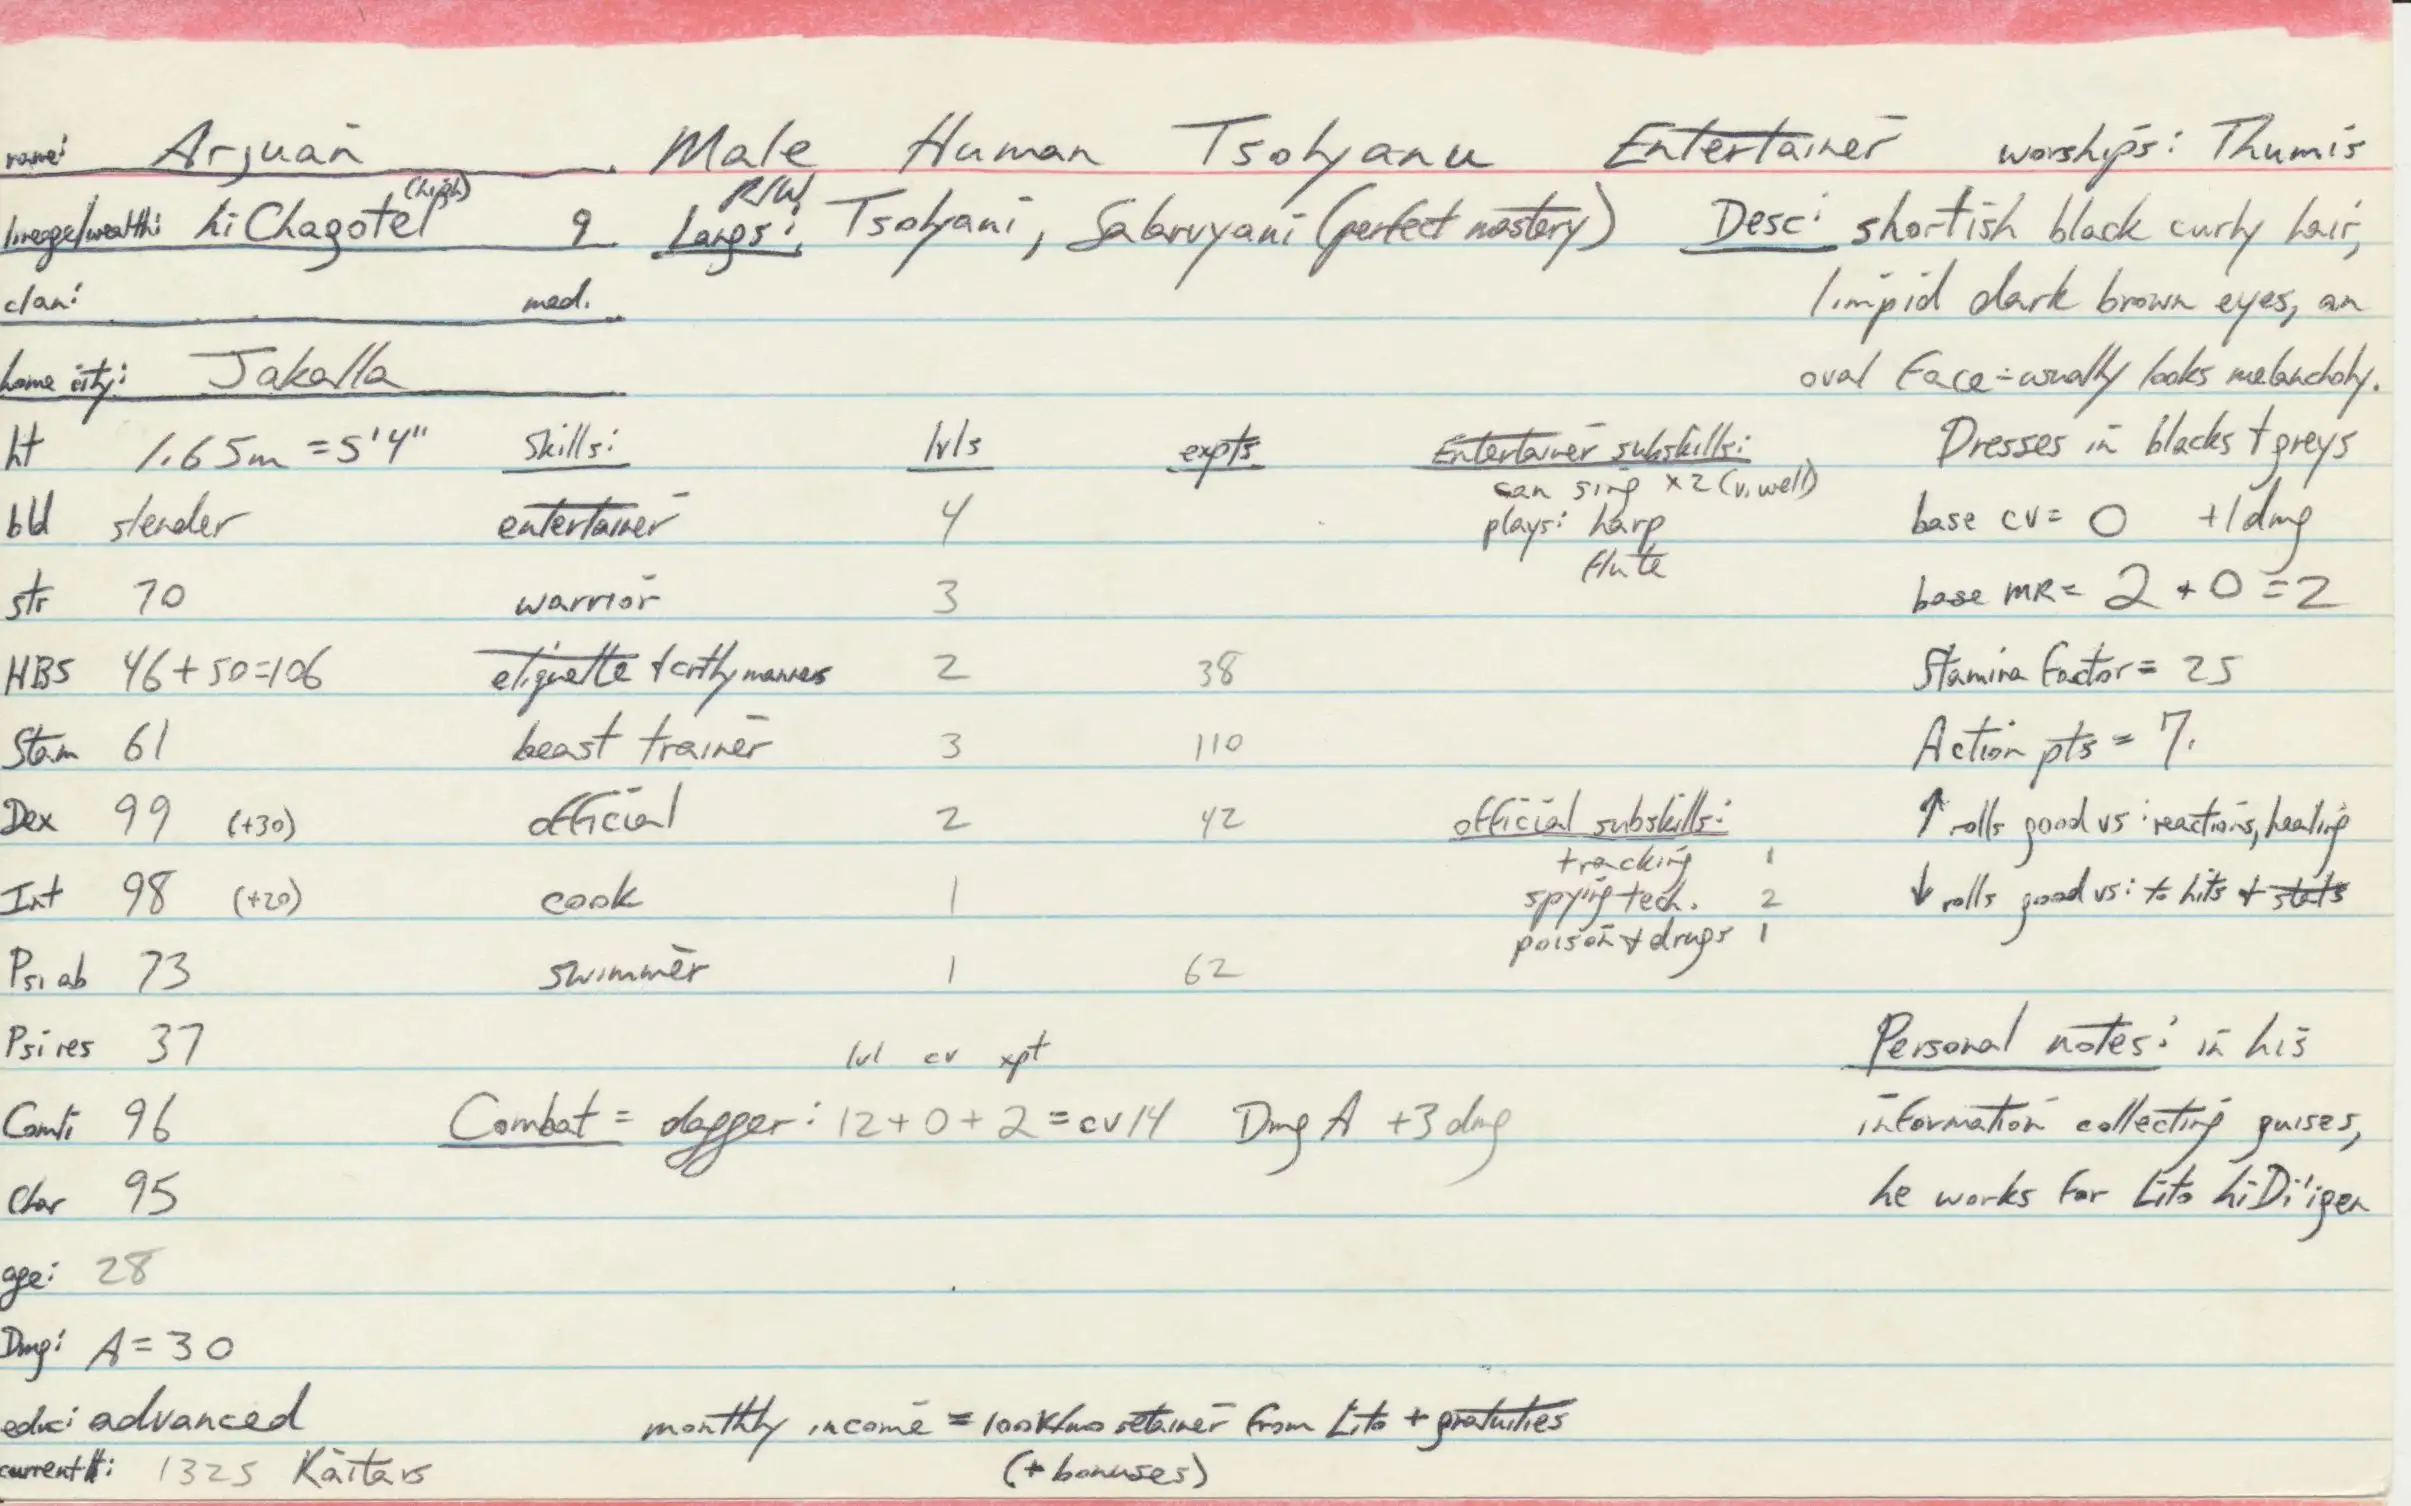 name: Arjuan Male Human Tsolyanu Entertainer worships: Thumis
lineage/wealth: hiChagotel (high) 9 R/W Langs: Tsolyani, Salarvyani (perfect mastery) Desc: shortish black curly hair,
clan: med. limpid dark brown eyes, an
home city: Jakalla oval face - usually looks melancholy.
ht 1.65m = 5'4" Skills: lvls expts Entertainer subskills: Dresses in blacks + greys
can sing x2 (v. well)
bld slender entertainer 4 plays: harp base cv = 0 +1 dmg
flute
str 70 warrior 3 base MR = 2 + 0 = 2
HBS 46 + 50 = 106 etiquette + crtly manners 2 38 Stamina factor = 25
Stam 61 beast trainer 3 110 Action pts = 7.
Dex 99 (+30) official 2 42 official subskills: ↑ rolls good vs: reactions, healing
tracking 1
Int 98 (+20) cook 1 spying tech. 2 ↓ rolls good vs: to hits + stats
poison + drugs 1
Psi ab 73 swimmer 1 62
Psi res 37 lvl cv xpt Personal notes: in his
Comli 96 Combat = dagger: 12 + 0 + 2 = cv 14 Dmg A +3 dmg information collecting guises,
Char 95 he works for Lito hiDi'igen
age: 28
Dmg: A = 30
educ: advanced monthly income = 100K/mo retainer from Lito + gratuities
current #: 1325 Kaitars (+ bonuses)